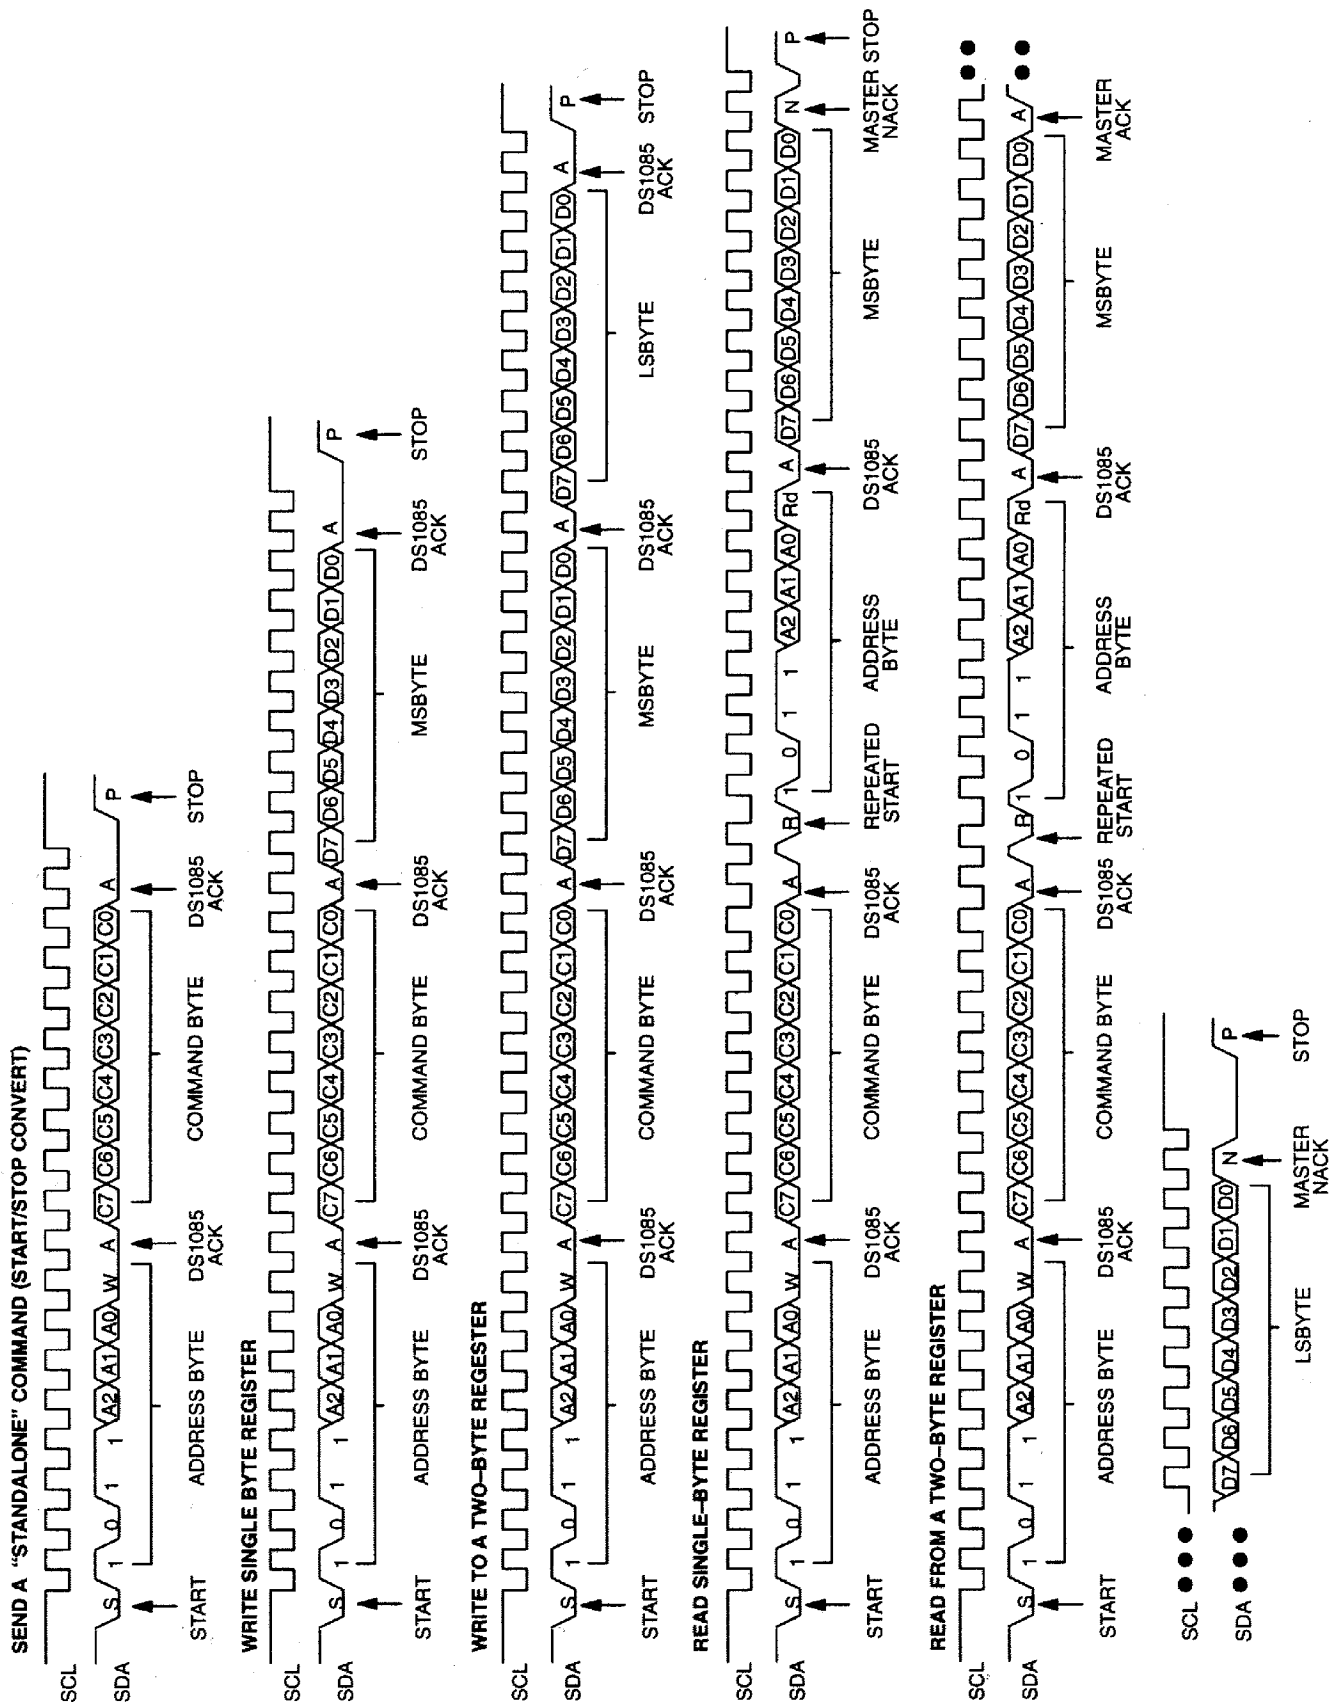 SEND A "STANDALONE" COMMAND (START/STOP CONVERT)
SCL
SDA S 1 0 1 1 A2 A1 A0 W A C7 C6 C5 C4 C3 C2 C1 C0 A P
START ADDRESS BYTE DS1085 COMMAND BYTE DS1085 STOP
ACK ACK
WRITE SINGLE BYTE REGISTER
SCL
SDA S 1 0 1 1 A2 A1 A0 W A C7 C6 C5 C4 C3 C2 C1 C0 A D7 D6 D5 D4 D3 D2 D1 D0 A P
START ADDRESS BYTE DS1085 COMMAND BYTE DS1085 MSBYTE DS1085 STOP
ACK ACK ACK
WRITE TO A TWO–BYTE REGESTER
SCL
SDA S 1 0 1 1 A2 A1 A0 W A C7 C6 C5 C4 C3 C2 C1 C0 A D7 D6 D5 D4 D3 D2 D1 D0 A D7 D6 D5 D4 D3 D2 D1 D0 A P
START ADDRESS BYTE DS1085 COMMAND BYTE DS1085 MSBYTE DS1085 LSBYTE DS1085 STOP
ACK ACK ACK ACK
READ SINGLE–BYTE REGISTER
SCL
SDA S 1 0 1 1 A2 A1 A0 W A C7 C6 C5 C4 C3 C2 C1 C0 A R 1 0 1 1 A2 A1 A0 Rd A D7 D6 D5 D4 D3 D2 D1 D0 N P
START ADDRESS BYTE DS1085 COMMAND BYTE DS1085 REPEATED ADDRESS DS1085 MSBYTE MASTER STOP
ACK ACK START BYTE ACK NACK
READ FROM A TWO–BYTE REGISTER
SCL
SDA S 1 0 1 1 A2 A1 A0 W A C7 C6 C5 C4 C3 C2 C1 C0 A R 1 0 1 1 A2 A1 A0 Rd A D7 D6 D5 D4 D3 D2 D1 D0 A
START ADDRESS BYTE DS1085 COMMAND BYTE DS1085 REPEATED ADDRESS DS1085 MSBYTE MASTER
ACK ACK START BYTE ACK ACK
SCL
SDA D7 D6 D5 D4 D3 D2 D1 D0 N P
LSBYTE MASTER STOP
NACK